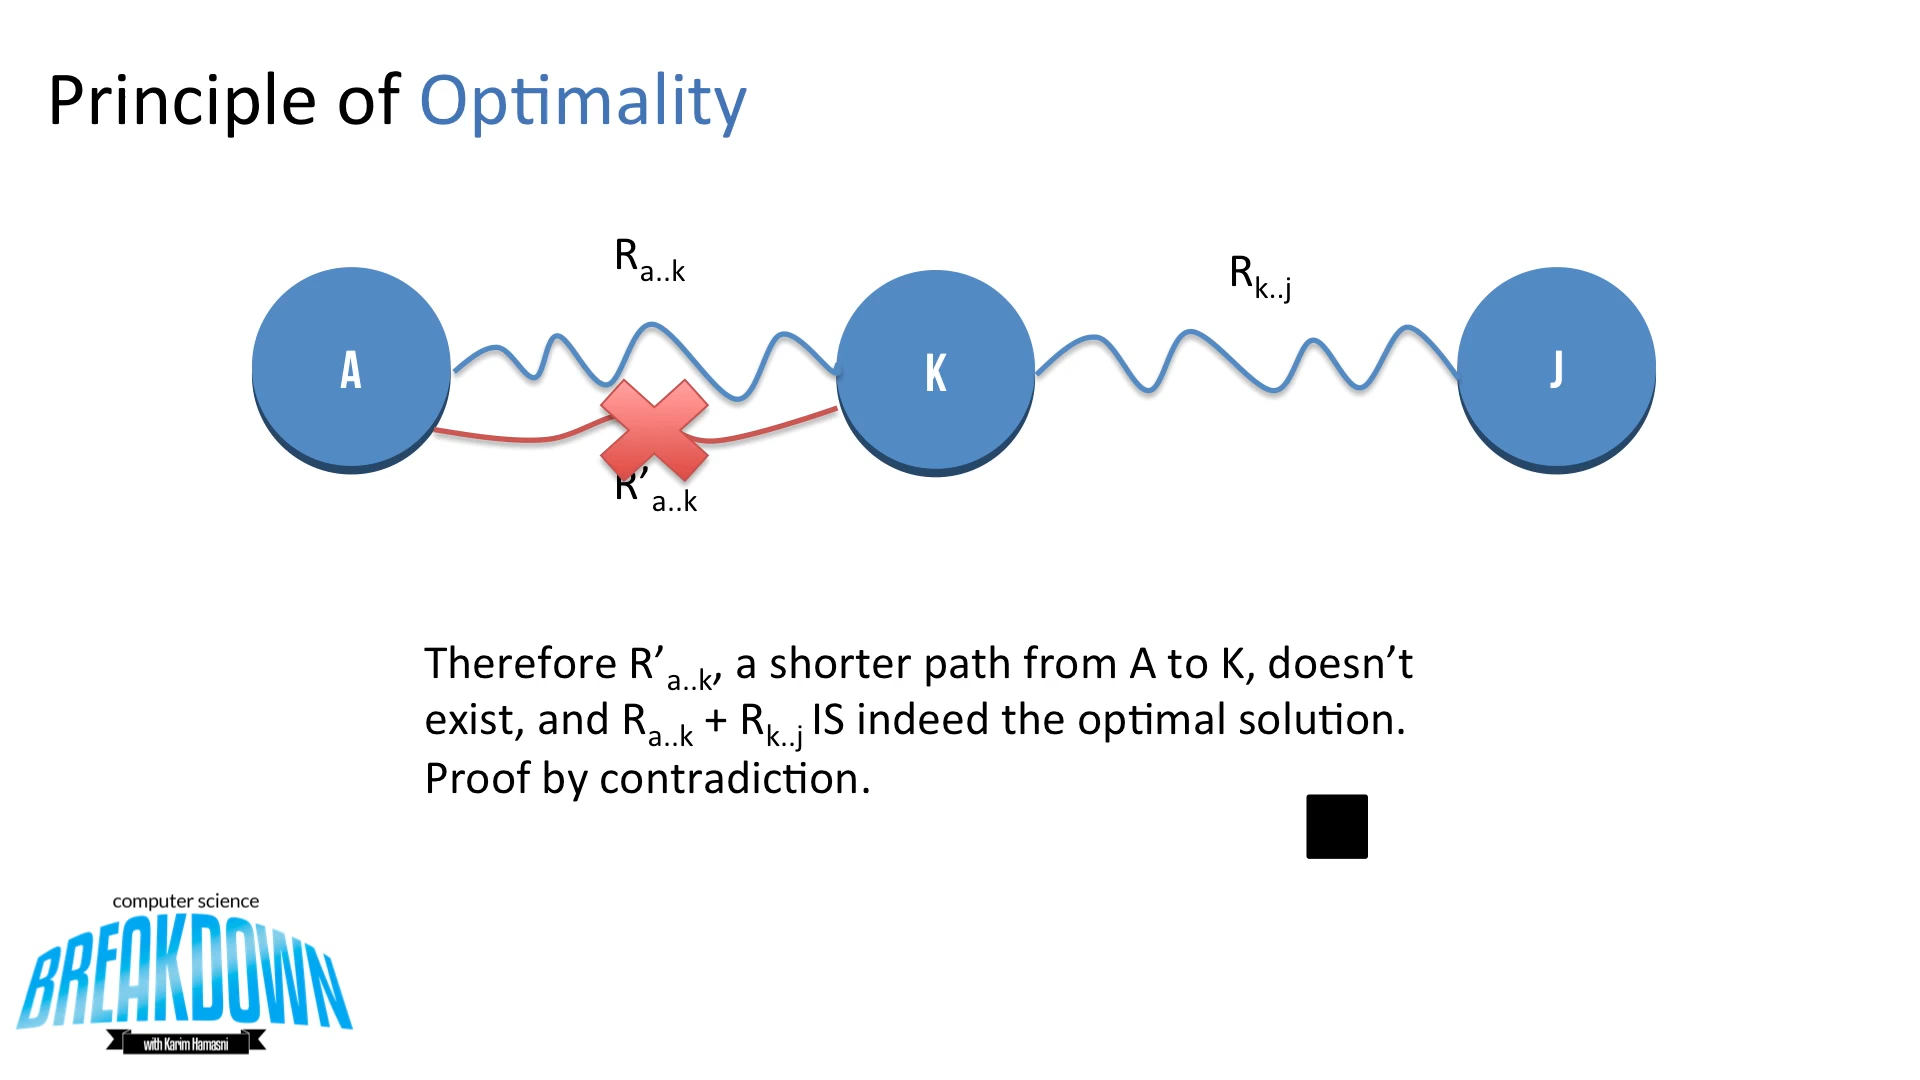 Principle of Optimality
Ra..k
Rk..j
A
K
J
R’a..k
Therefore R’a..k, a shorter path from A to K, doesn’t
exist, and Ra..k + Rk..j IS indeed the optimal solution.
Proof by contradiction.
computer science
BREAKDOWN
with Karim Hamasni